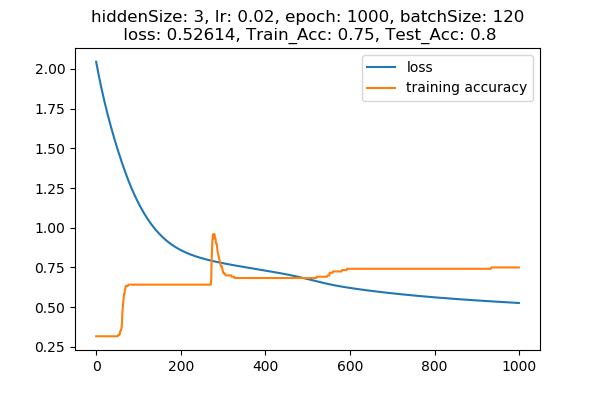 hiddenSize: 3, lr: 0.02, epoch: 1000, batchSize: 120
loss: 0.52614, Train_Acc: 0.75, Test_Acc: 0.8
loss
training accuracy
2.00
1.75
1.50
1.25
1.00
0.75
0.50
0.25
0 200 400 600 800 1000